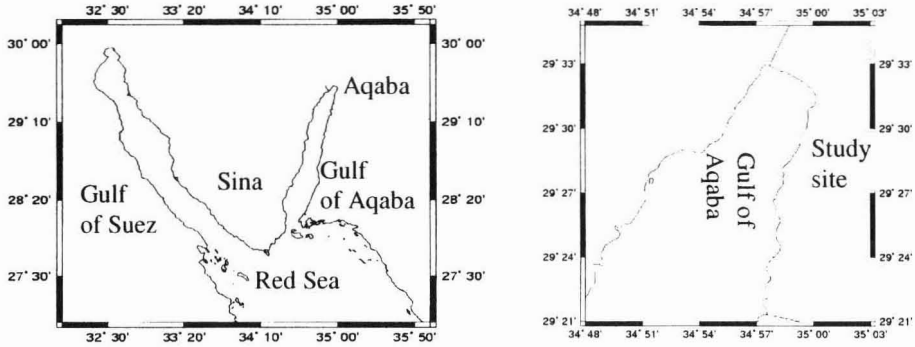 32° 30' 33° 20' 34° 10' 35° 00' 35° 50'
30° 00' 30° 00'
Aqaba
29° 10' 29° 10'
Sina
Gulf
of Suez
Gulf
of Aqaba
28° 20' 28° 20'
Red Sea
27° 30' 27° 30'
32° 30' 33° 20' 34° 10' 35° 00' 35° 50'
34° 48' 34° 51' 34° 54' 34° 57' 35° 00' 35° 03'
29° 33' 29° 33'
29° 30' 29° 30'
Gulf of
Aqaba
Study
site
29° 27' 29° 27'
29° 24' 29° 24'
29° 21' 29° 21'
34° 48' 34° 51' 34° 54' 34° 57' 35° 00' 35° 03'